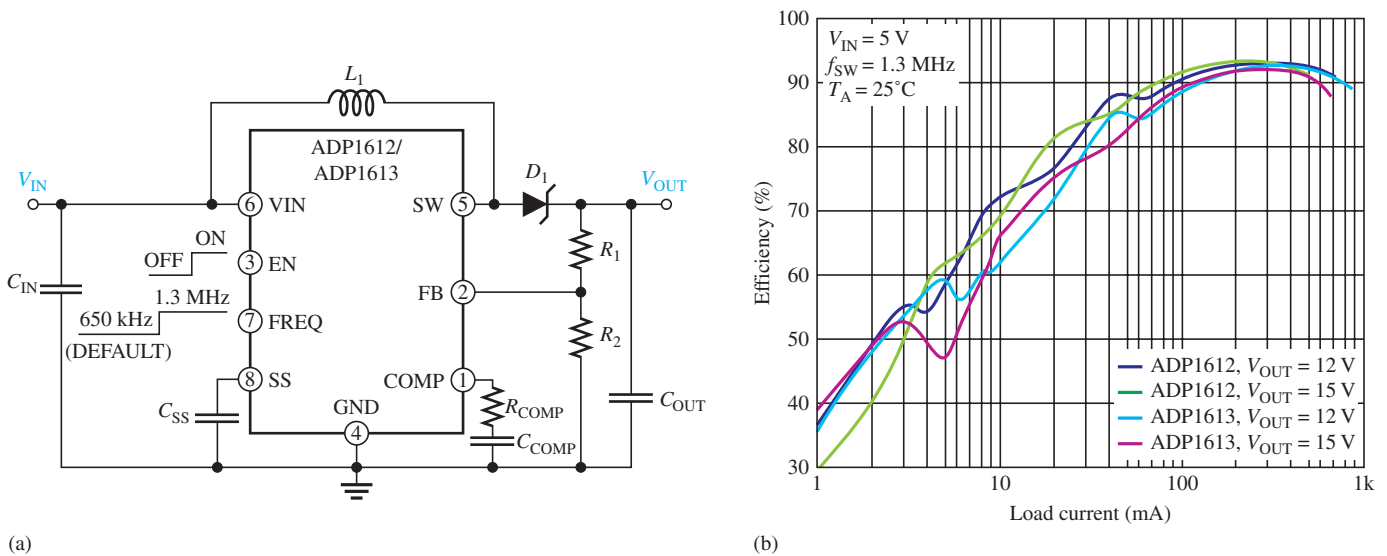 L1
ADP1612/
ADP1613
VIN
6
VIN
SW
5
D1
VOUT
ON
OFF
3
EN
R1
CIN
1.3 MHz
FB
2
650 kHz
7
FREQ
(DEFAULT)
R2
8
SS
COMP
1
CSS
GND
RCOMP
COUT
4
CCOMP
(a)
VIN = 5 V
fSW = 1.3 MHz
TA = 25°C
Efficiency (%)
100
90
80
70
60
50
40
30
ADP1612, VOUT = 12 V
ADP1612, VOUT = 15 V
ADP1613, VOUT = 12 V
ADP1613, VOUT = 15 V
1 10 100 1k
Load current (mA)
(b)